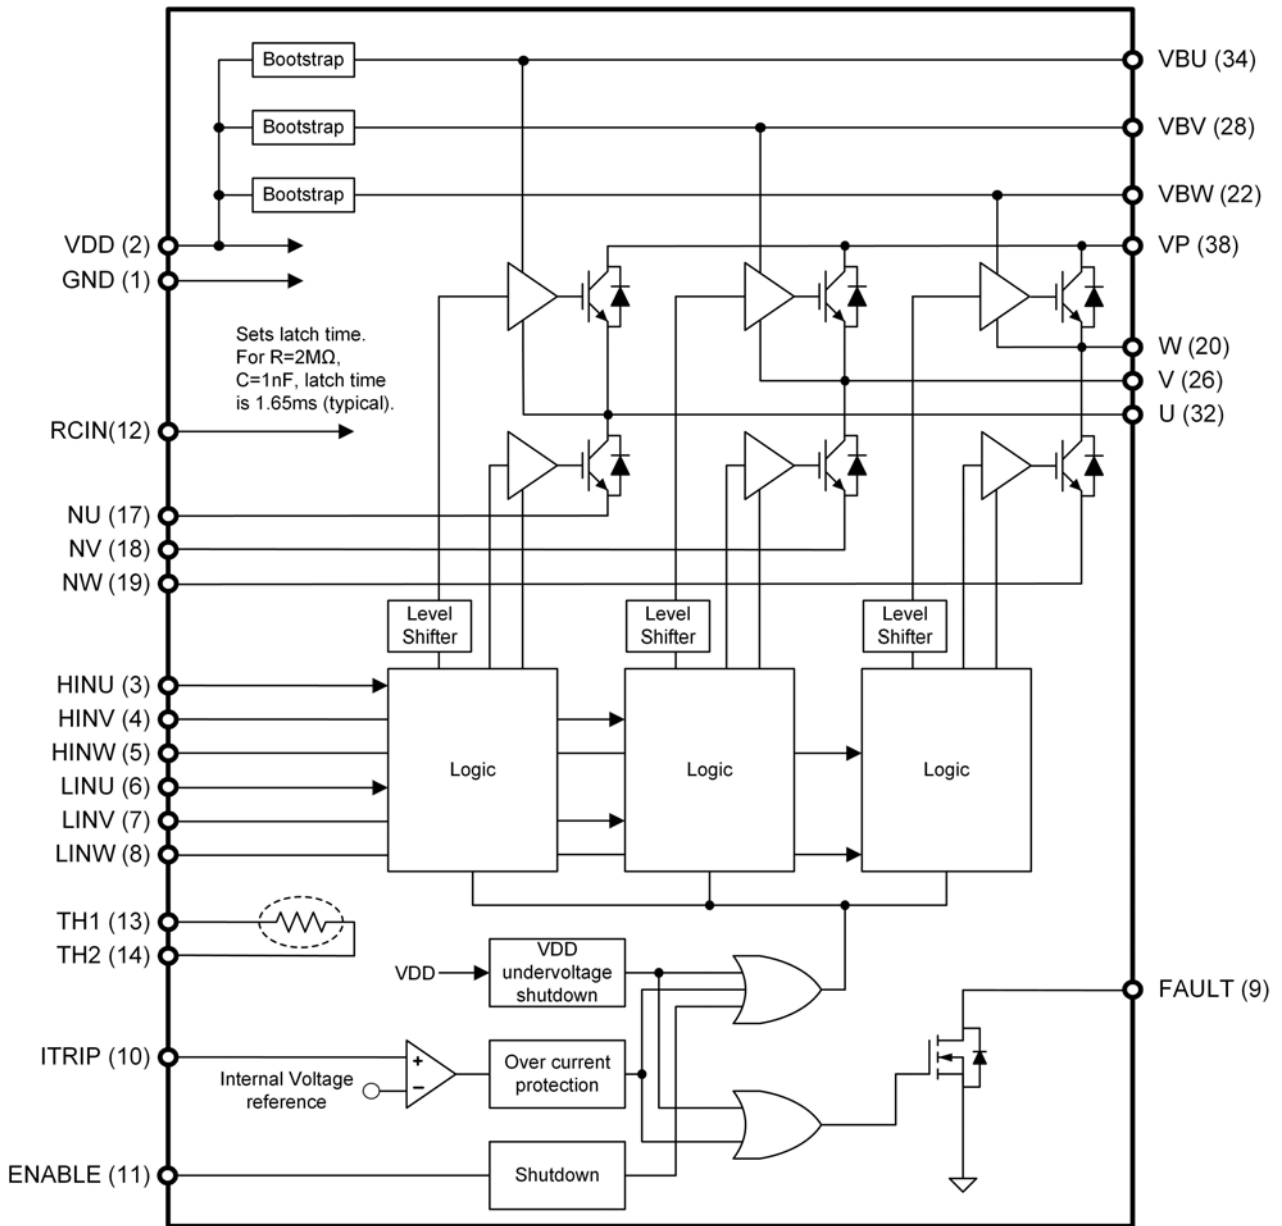 Bootstrap
VBU (34)
Bootstrap
VBV (28)
Bootstrap
VBW (22)
VDD (2)
VP (38)
GND (1)
Sets latch time.
For R=2MΩ,
C=1nF, latch time
is 1.65ms (typical).
W (20)
V (26)
U (32)
RCIN(12)
NU (17)
NV (18)
NW (19)
Level
Shifter
Level
Shifter
Level
Shifter
HINU (3)
HINV (4)
HINW (5)
LINU (6)
LINV (7)
LINW (8)
Logic
Logic
Logic
TH1 (13)
TH2 (14)
VDD
VDD
undervoltage
shutdown
FAULT (9)
ITRIP (10)
+
−
Internal Voltage
reference
Over current
protection
ENABLE (11)
Shutdown